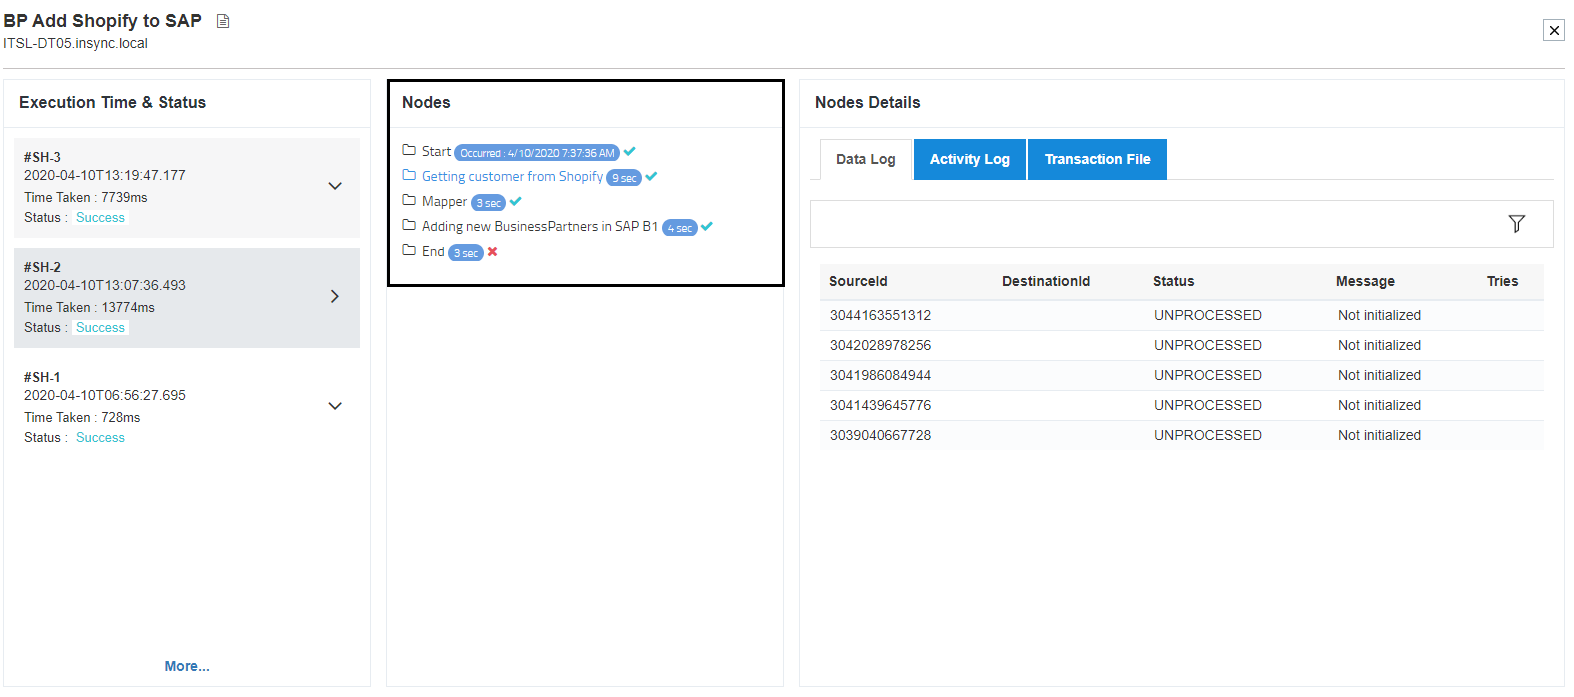 BP Add Shopify to SAP
ITSL-DT05.insync.local
Execution Time & Status
#SH-3
2020-04-10T13:19:47.177
Time Taken : 7739ms
Status : Success
#SH-2
2020-04-10T13:07:36.493
Time Taken : 13774ms
Status : Success
#SH-1
2020-04-10T06:56:27.695
Time Taken : 728ms
Status : Success
More...
Nodes
Start Occurred : 4/10/2020 7:37:36 AM
Getting customer from Shopify 9 sec
Mapper 3 sec
Adding new BusinessPartners in SAP B1 4 sec
End 3 sec
Nodes Details
Data Log Activity Log Transaction File
SourceId DestinationId Status Message Tries
3044163551312 UNPROCESSED Not initialized
3042028978256 UNPROCESSED Not initialized
3041986084944 UNPROCESSED Not initialized
3041439645776 UNPROCESSED Not initialized
3039040667728 UNPROCESSED Not initialized